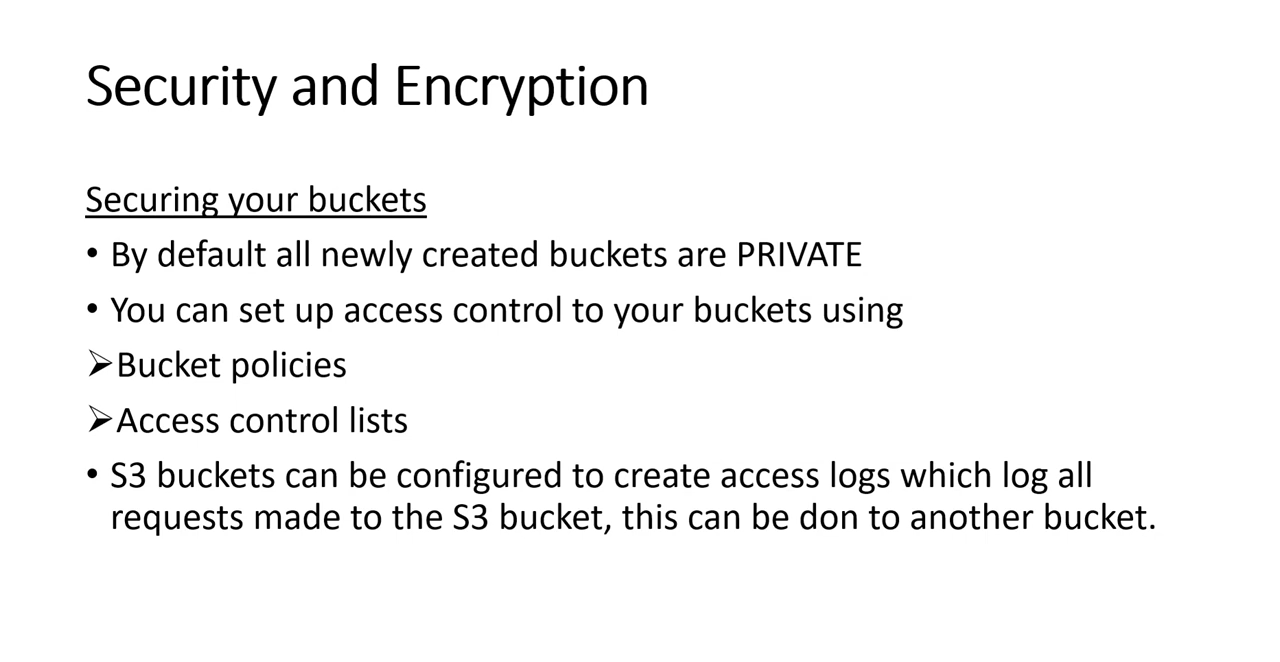 Security and Encryption
Securing your buckets
• By default all newly created buckets are PRIVATE
• You can set up access control to your buckets using
➢Bucket policies
➢Access control lists
• S3 buckets can be configured to create access logs which log all
requests made to the S3 bucket, this can be don to another bucket.